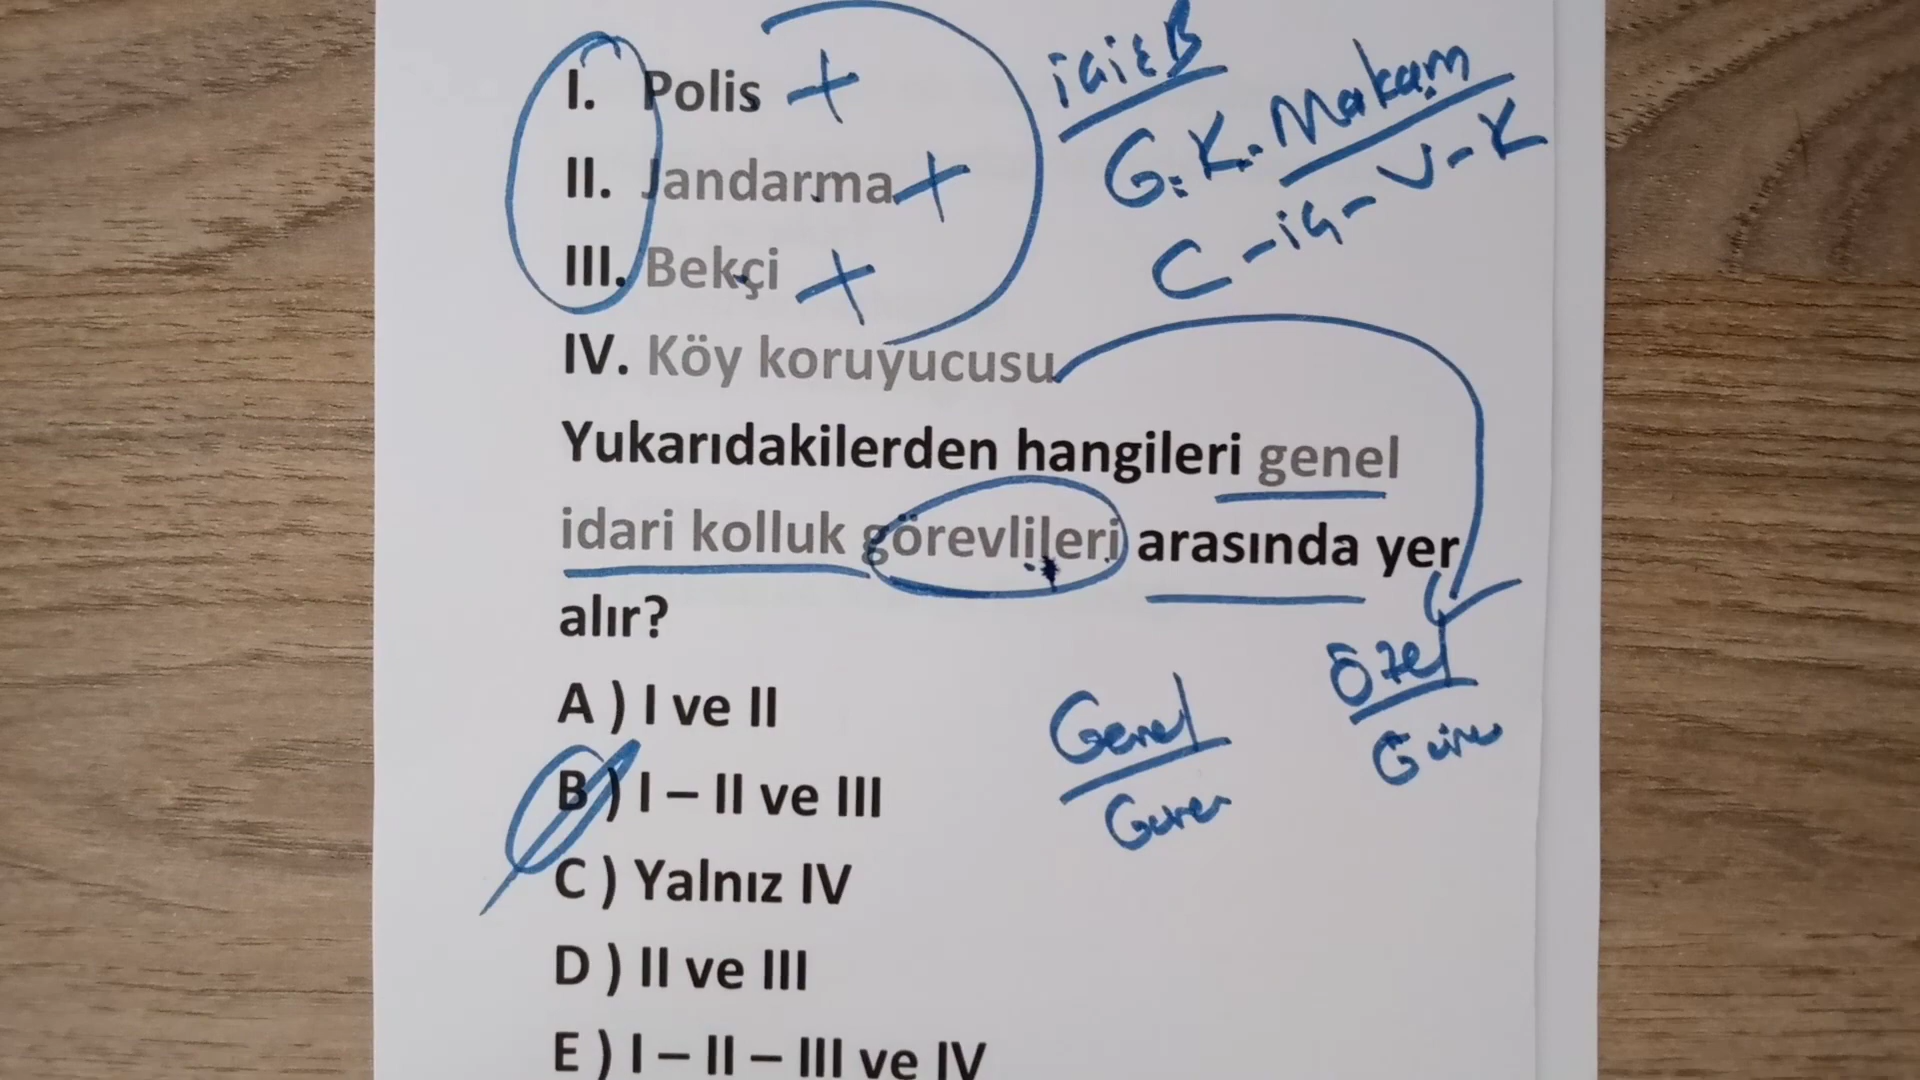 I. Polis +
II. Jandarma +
III. Bekçi +
IV. Köy koruyucusu
G.K. Makam
C - iG - V - K
Yukarıdakilerden hangileri genel
idari kolluk görevlileri arasında yer
alır?
Özel
Genel
A ) I ve II
B ) I – II ve III
C ) Yalnız IV
D ) II ve III
E ) I – II – III ve IV